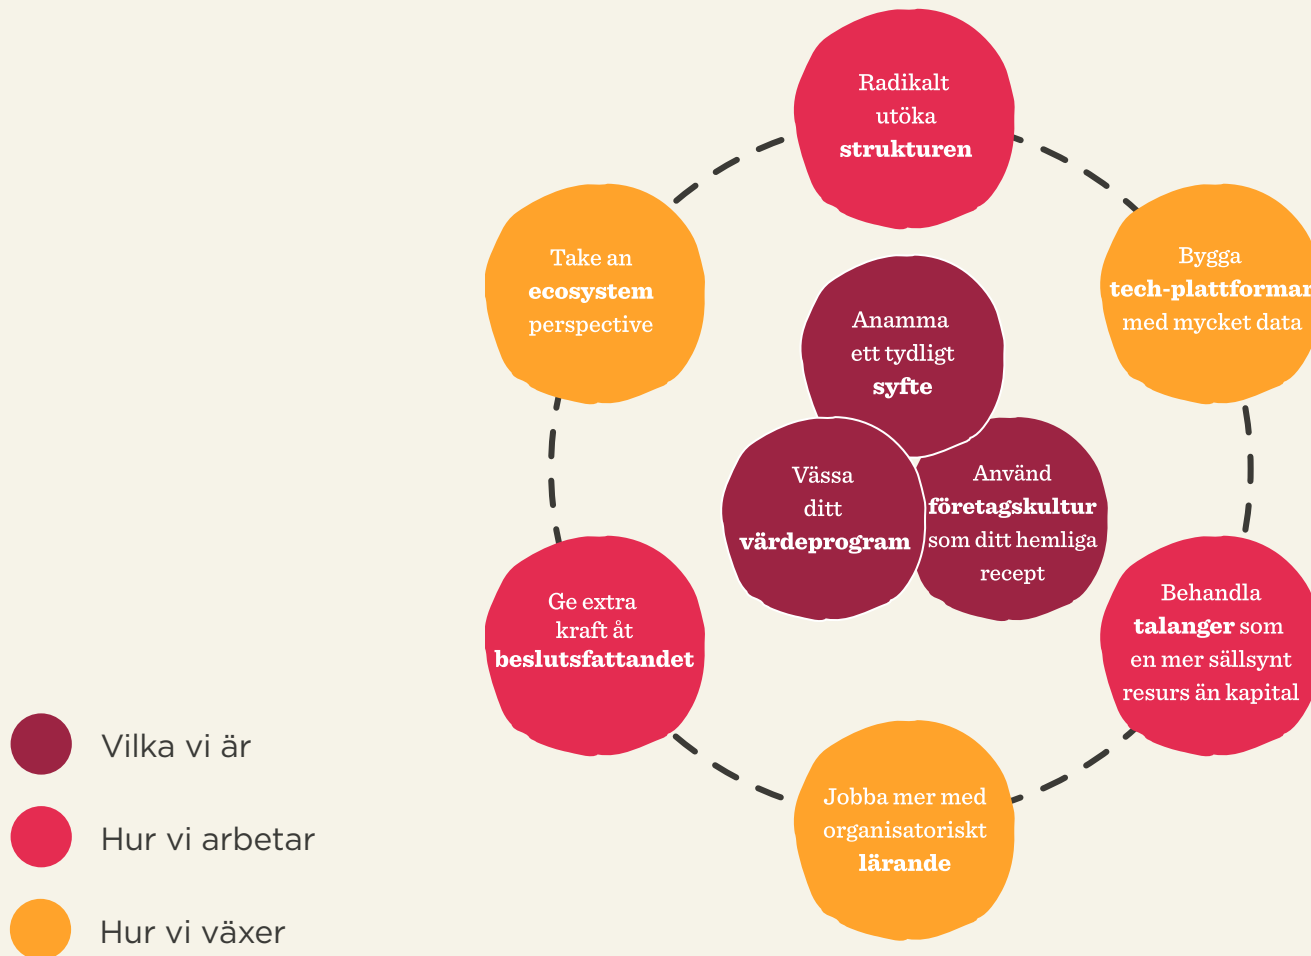 Radikalt
utöka
strukturen
Take an
ecosystem
perspective
Bygga
tech-plattformar
med mycket data
Anamma
ett tydligt
syfte
Vässa
ditt
värdeprogram
Använd
företagskultur
som ditt hemliga
recept
Ge extra
kraft åt
beslutsfattandet
Behandla
talanger som
en mer sällsynt
resurs än kapital
Jobba mer med
organisatoriskt
lärande
Vilka vi är
Hur vi arbetar
Hur vi växer